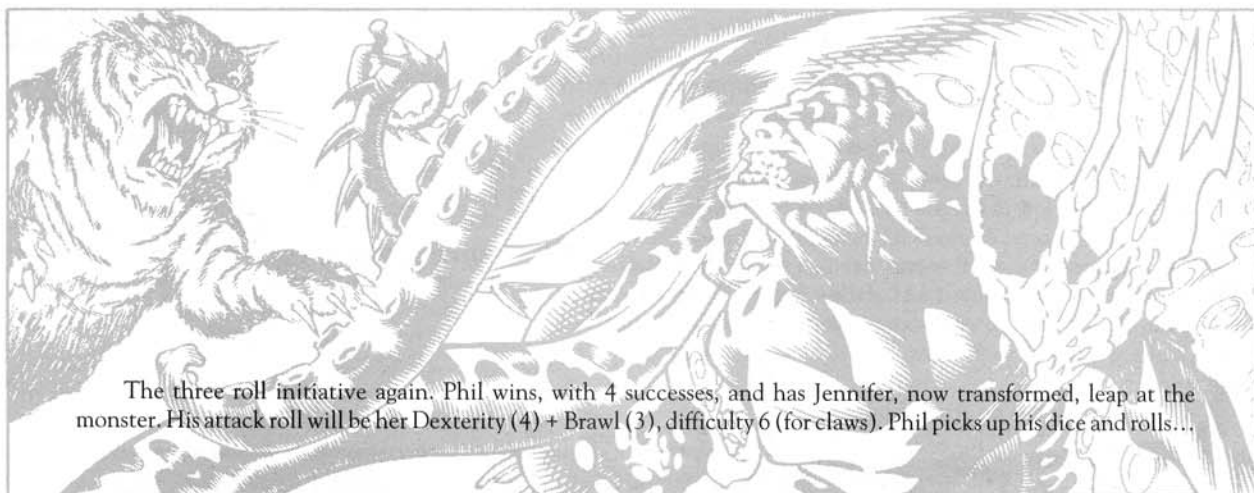 The three roll initiative again. Phil wins, with 4 successes, and has Jennifer, now transformed, leap at the
monster. His attack roll will be her Dexterity (4) + Brawl (3), difficulty 6 (for claws). Phil picks up his dice and rolls…